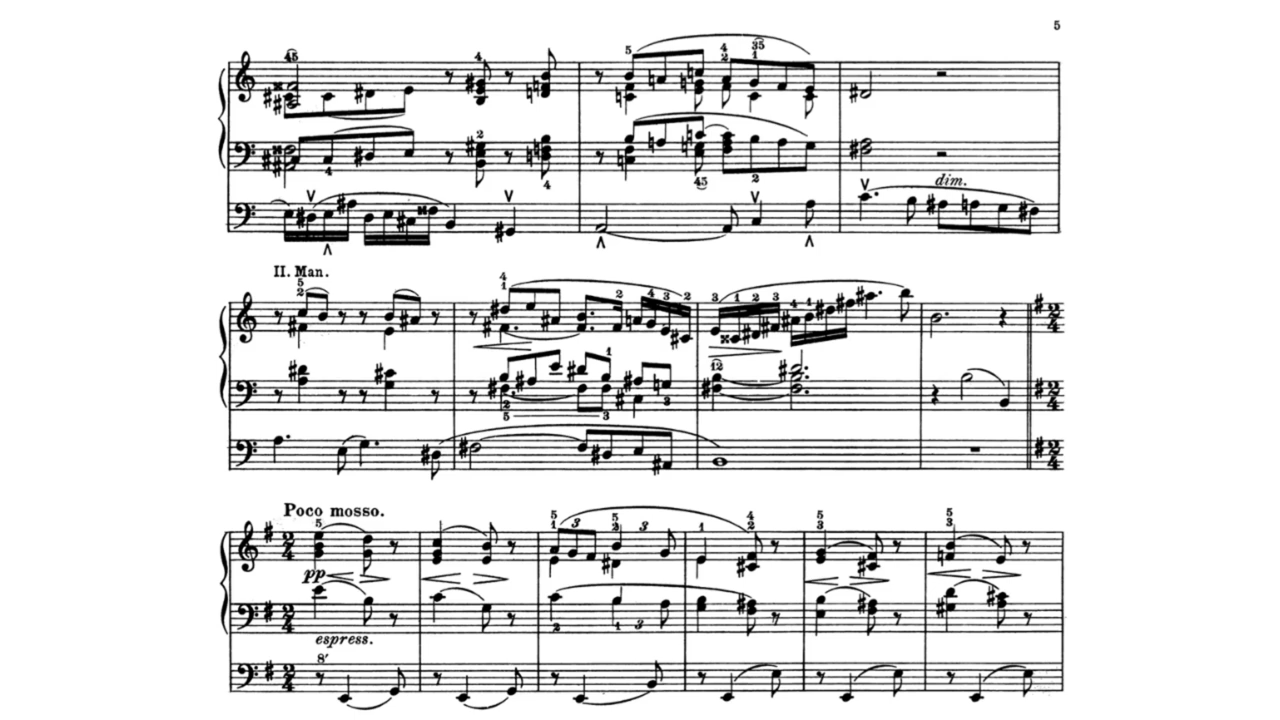 5
dim.
II. Man.
Poco mosso.
pp
espress.
8'